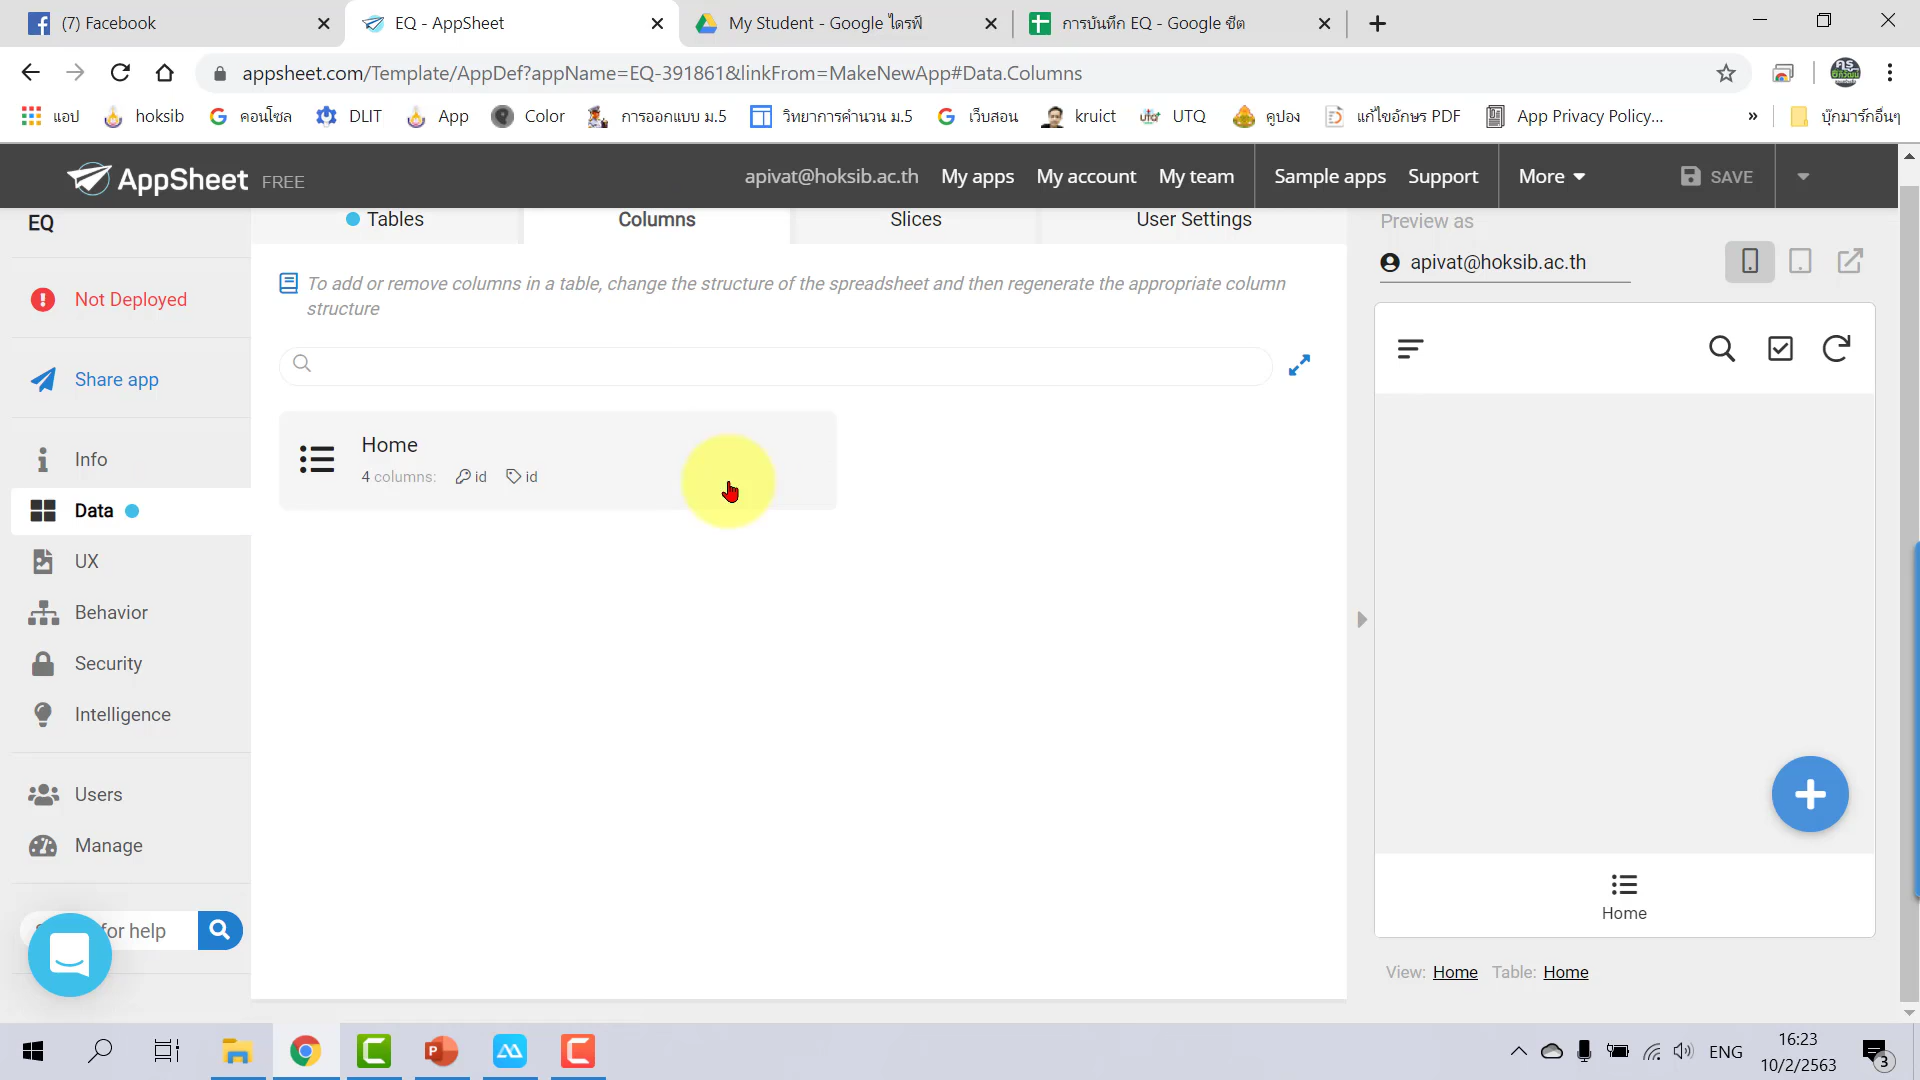 (7) Facebook
EQ - AppSheet
My Student - Google ไดรฟ์
การบันทึก EQ - Google ชีต
appsheet.com/Template/AppDef?appName=EQ-391861&linkFrom=MakeNewApp#Data.Columns
แอป
hoksib
คอนโซล
DLIT
App
Color
การออกแบบ ม.5
วิทยาการคำนวน ม.5
เว็บสอน
kruict
UTQ
คูปอง
แก้ไขอักษร PDF
App Privacy Policy...
»
บุ๊กมาร์กอื่นๆ
AppSheet FREE
apivat@hoksib.ac.th
My apps
My account
My team
Sample apps
Support
More
SAVE
EQ
Tables
Columns
Slices
User Settings
Preview as
apivat@hoksib.ac.th
To add or remove columns in a table, change the structure of the spreadsheet and then regenerate the appropriate column
structure
Not Deployed
Share app
Home
4 columns: id id
Info
Data
UX
Behavior
Security
Intelligence
Users
Manage
for help
Home
View: Home Table: Home
ENG
16:23
10/2/2563
3